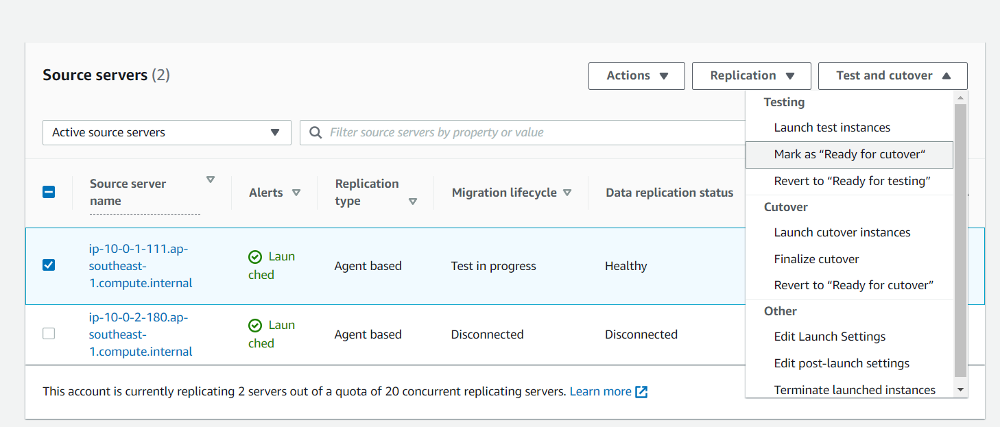 Source servers (2)
Actions
Replication
Test and cutover
Testing
Launch test instances
Mark as “Ready for cutover“
Revert to “Ready for testing”
Cutover
Launch cutover instances
Finalize cutover
Revert to “Ready for cutover”
Other
Edit Launch Settings
Edit post-launch settings
Terminate launched instances
Active source servers
Filter source servers by property or value
Source server
name
Alerts
Replication
type
Migration lifecycle
Data replication status
ip-10-0-1-111.ap-
southeast-
1.compute.internal
Laun
ched
Agent based
Test in progress
Healthy
ip-10-0-2-180.ap-
southeast-
1.compute.internal
Laun
ched
Agent based
Disconnected
Disconnected
This account is currently replicating 2 servers out of a quota of 20 concurrent replicating servers. Learn more